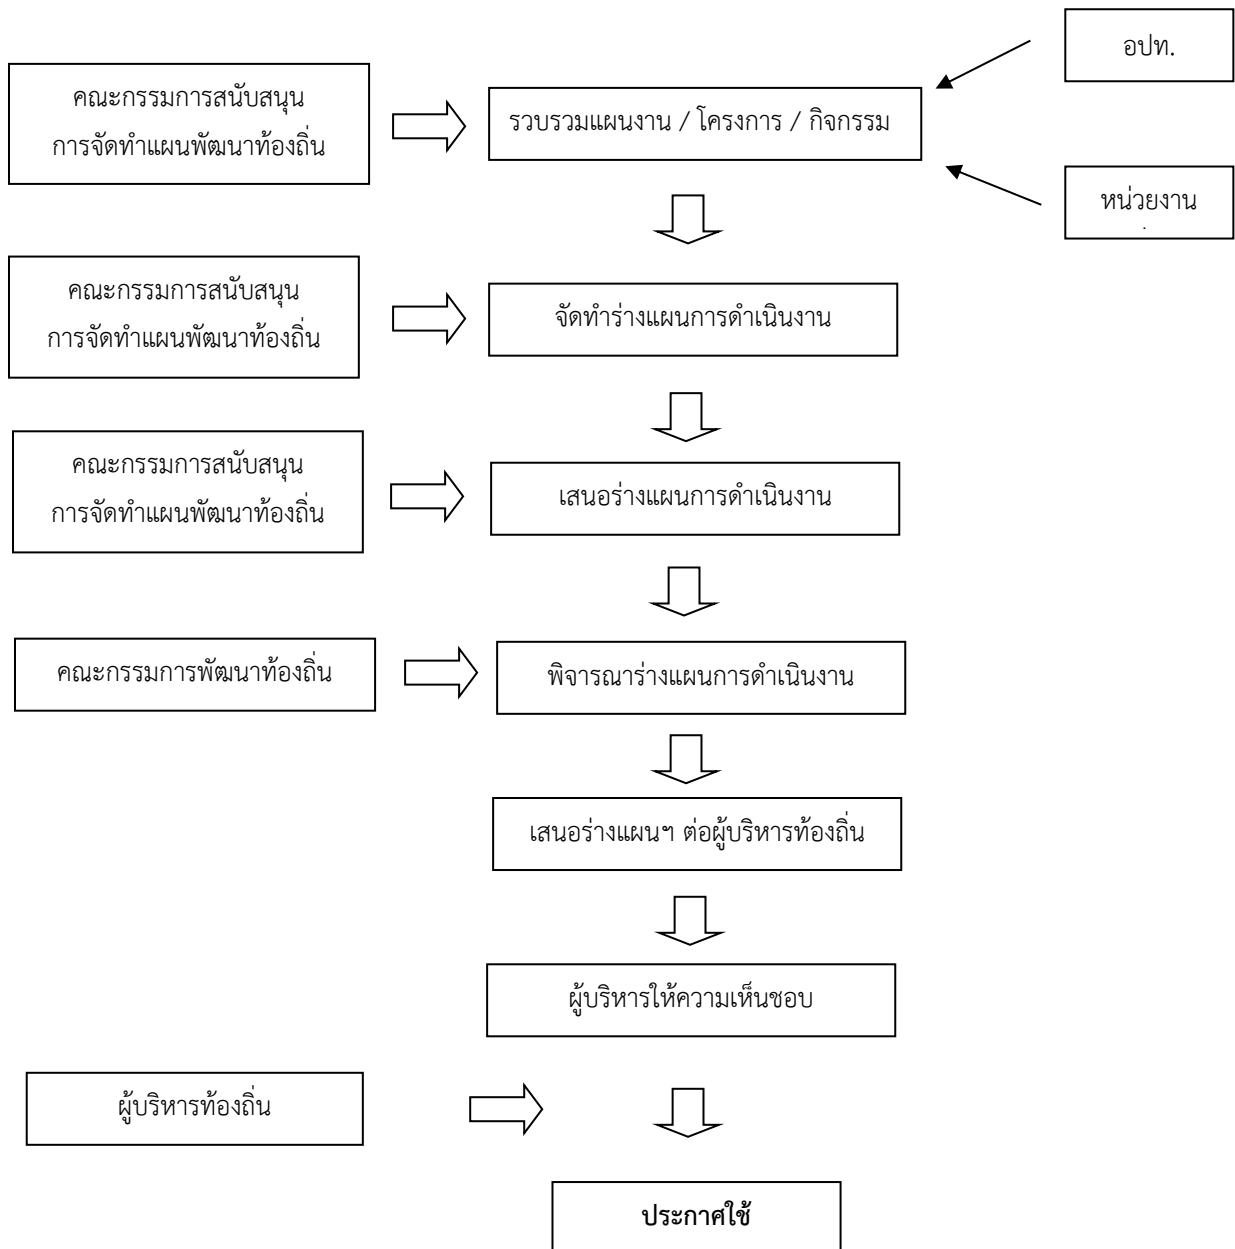 อปท.
คณะกรรมการสนับสนุน
การจัดทำแผนพัฒนาท้องถิ่น
รวบรวมแผนงาน / โครงการ / กิจกรรม
หน่วยงาน
คณะกรรมการสนับสนุน
การจัดทำแผนพัฒนาท้องถิ่น
จัดทำร่างแผนการดำเนินงาน
คณะกรรมการสนับสนุน
การจัดทำแผนพัฒนาท้องถิ่น
เสนอร่างแผนการดำเนินงาน
คณะกรรมการพัฒนาท้องถิ่น
พิจารณาร่างแผนการดำเนินงาน
เสนอร่างแผนฯ ต่อผู้บริหารท้องถิ่น
ผู้บริหารให้ความเห็นชอบ
ผู้บริหารท้องถิ่น
ประกาศใช้